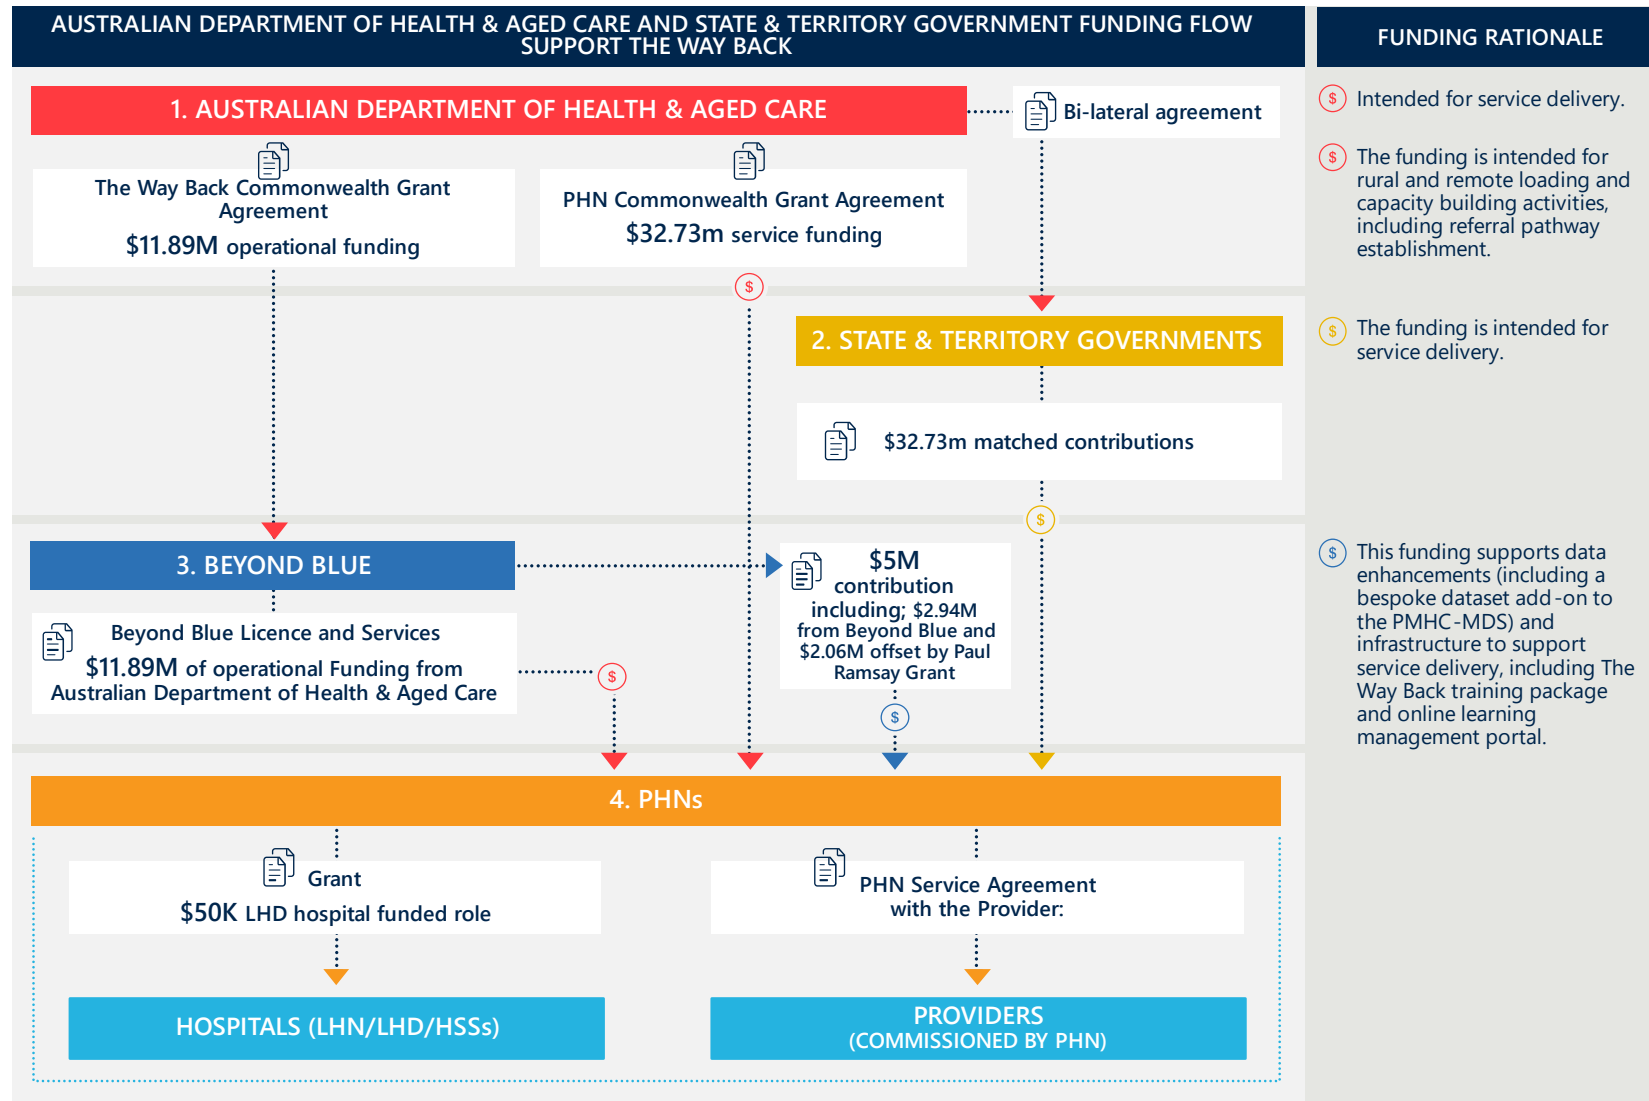 AUSTRALIAN DEPARTMENT OF HEALTH & AGED CARE AND STATE & TERRITORY GOVERNMENT FUNDING FLOW
SUPPORT THE WAY BACK
FUNDING RATIONALE
1. AUSTRALIAN DEPARTMENT OF HEALTH & AGED CARE
Bi-lateral agreement
The Way Back Commonwealth Grant
Agreement
$11.89M operational funding
PHN Commonwealth Grant Agreement
$32.73m service funding
$
2. STATE & TERRITORY GOVERNMENTS
$32.73m matched contributions
$
3. BEYOND BLUE
Beyond Blue Licence and Services
$11.89M of operational Funding from
Australian Department of Health & Aged Care
$
$5M
contribution
including; $2.94M
from Beyond Blue and
$2.06M offset by Paul
Ramsay Grant
$
4. PHNs
Grant
$50K LHD hospital funded role
PHN Service Agreement
with the Provider:
HOSPITALS (LHN/LHD/HSSs)
PROVIDERS
(COMMISSIONED BY PHN)
$ Intended for service delivery.
$ The funding is intended for
rural and remote loading and
capacity building activities,
including referral pathway
establishment.
$ The funding is intended for
service delivery.
$ This funding supports data
enhancements (including a
bespoke dataset add-on to
the PMHC-MDS) and
infrastructure to support
service delivery, including The
Way Back training package
and online learning
management portal.